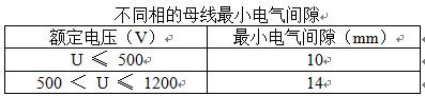 不同相的母线最小电气间隙
额定电压（V） 最小电气间隙（mm）
U ≤ 500 10
500 < U ≤ 1200 14